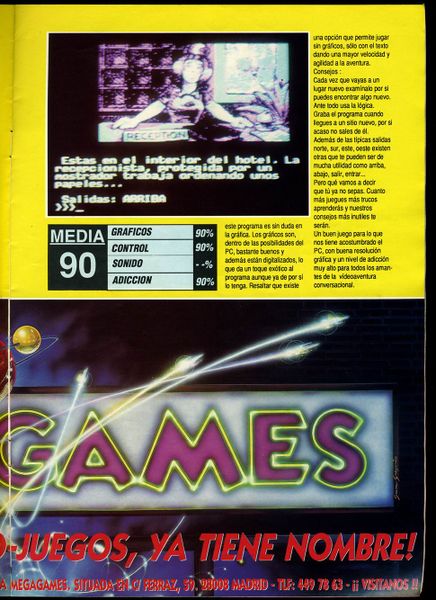 RECEPTION
Estas en el interior del hotel. La
recepcionista, protegida por un
mostrador trabaja ordenando unos
papeles...
Salidas: ARRIBA
>>>_
MEDIA
90
GRAFICOS 90%
CONTROL 90%
SONIDO --%
ADICCION 90%
este programa es sin duda en
la gráfica. Los gráficos son,
dentro de las posibilidades del
PC, bastante buenos y
además están digitalizados, lo
que da un toque exótico al
programa aunque ya de por sí
lo tenga. Resaltar que existe
una opción que permite jugar
sin gráficos, sólo con el texto
dando una mayor velocidad y
agilidad a la aventura.
Consejos :
Cada vez que vayas a un
lugar nuevo examínalo por si
puedes encontrar algo nuevo.
Ante todo usa la lógica.
Graba el programa cuando
llegues a un sitio nuevo, por si
acaso no sales de él.
Además de las típicas salidas
norte, sur, este, oeste existen
otras que te pueden ser de
mucha utilidad como arriba,
abajo, salir, entrar...
Pero qué vamos a decir
que tú ya no sepas. Cuanto
más juegues más trucos
aprenderás y nuestros
consejos más inutiles te
serán.
Un buen juego para lo que
nos tiene acostumbrado el
PC, con buena resolución
gráfica y un nivel de adicción
muy alto para todos los aman-
tes de la videoaventura
conversacional.
GAMES
O-JUEGOS, YA TIENE NOMBRE!
A MEGAGAMES, SITUADA EN C/ FERRAZ, 59. 28008 MADRID - TLF: 449 78 63 - ¡¡ VISITANOS !!